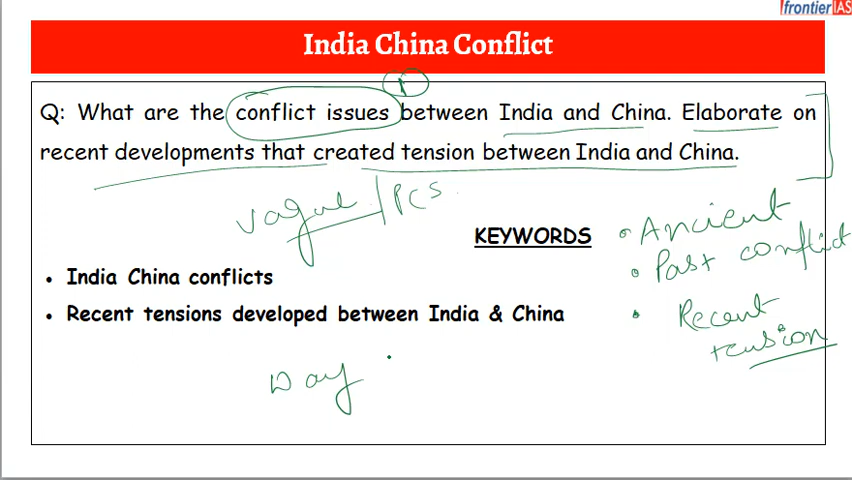 frontierIAS
India China Conflict
Q: What are the conflict issues between India and China. Elaborate on
recent developments that created tension between India and China.
vague / PCS
KEYWORDS
• India China conflicts
• Recent tensions developed between India & China
• Ancient
• Past conflict
• Recent
tension
Way